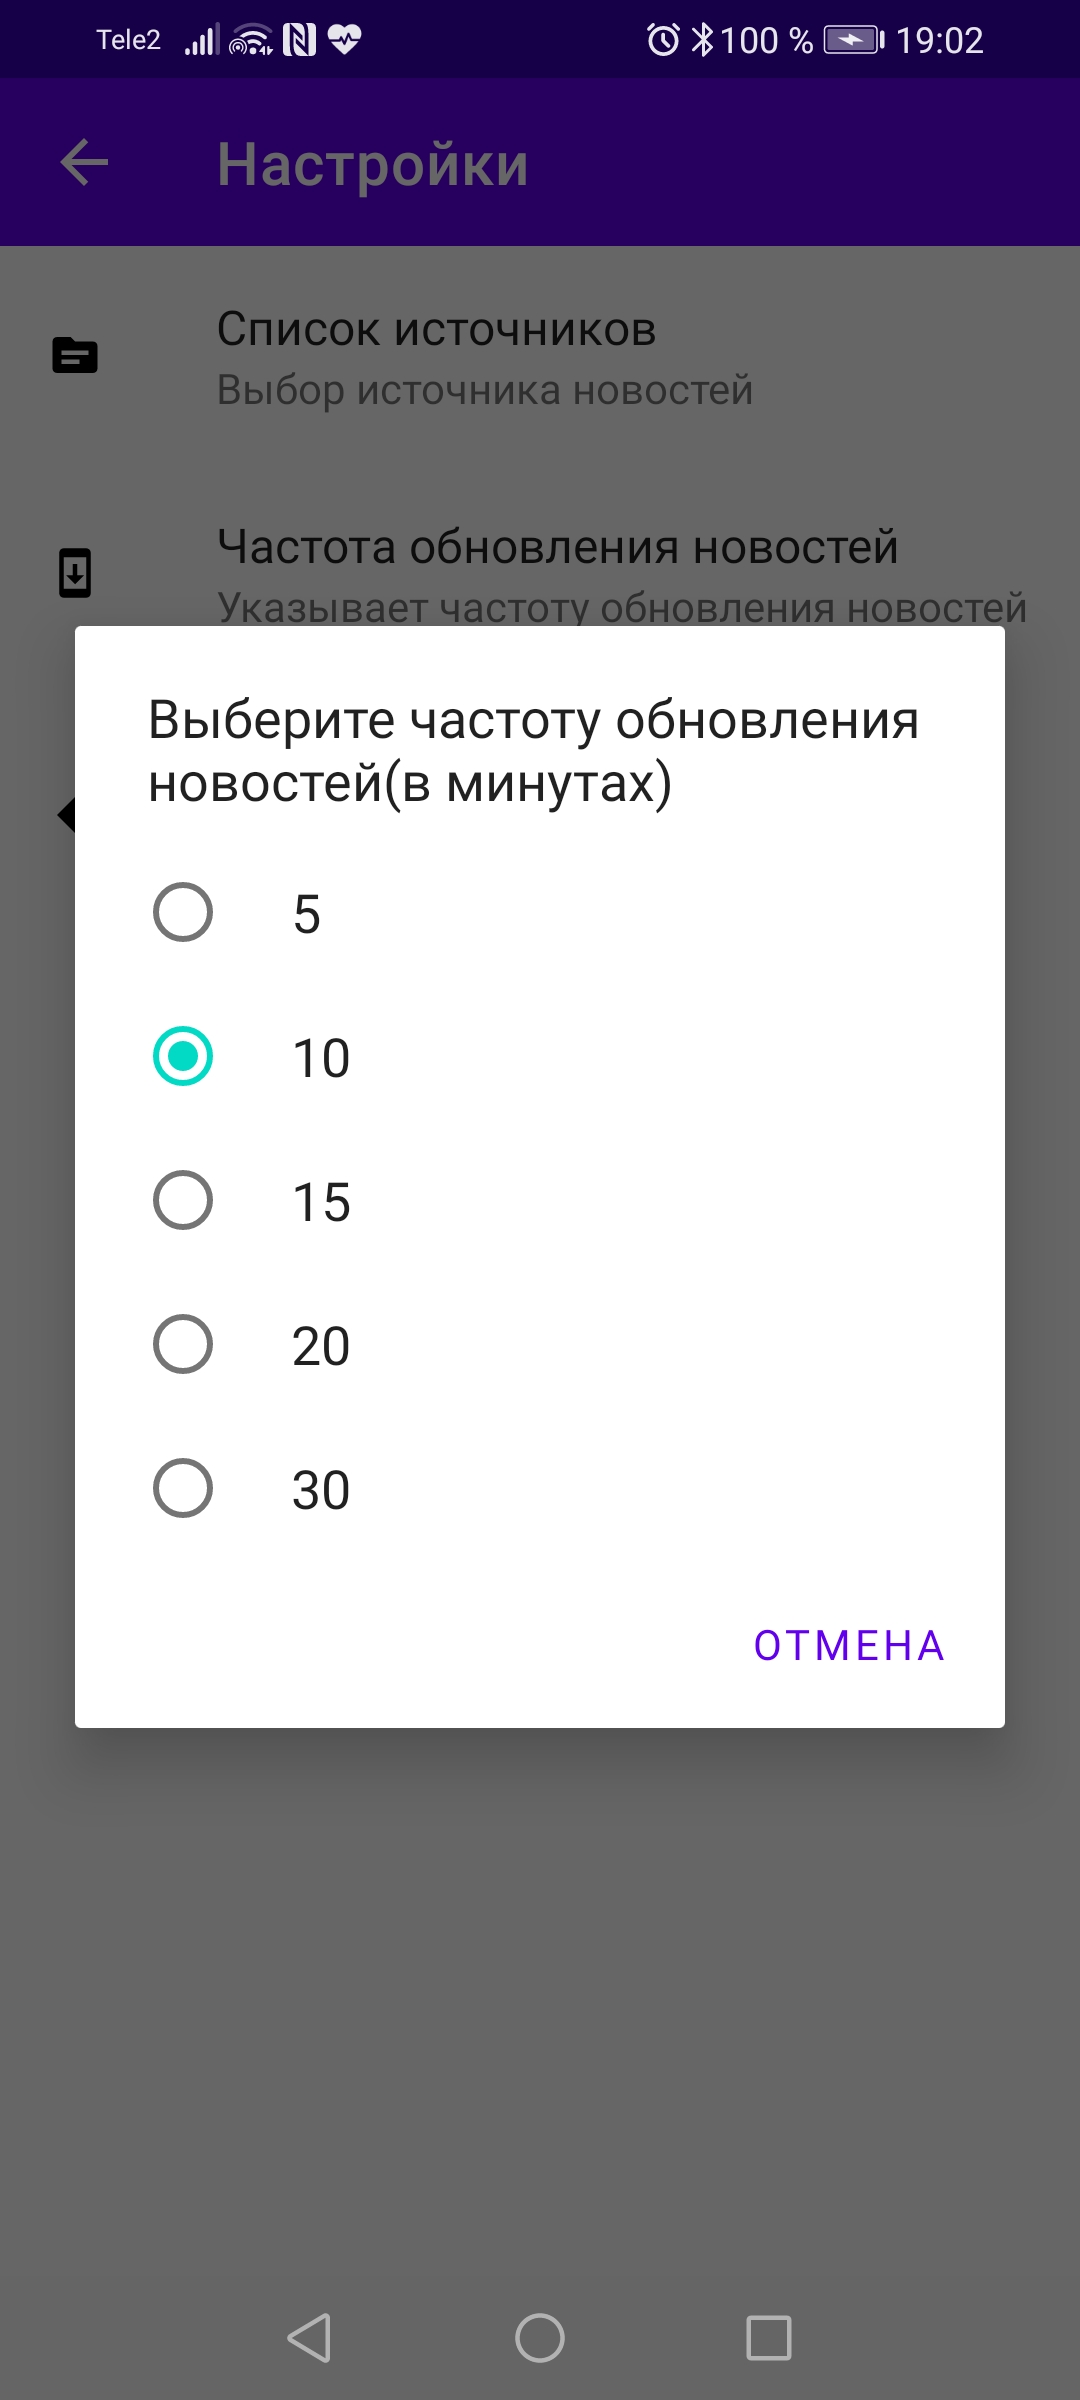 Tele2 100 % 19:02
Настройки
Список источников
Выбор источника новостей
Частота обновления новостей
Указывает частоту обновления новостей
Выберите частоту обновления
новостей(в минутах)
5
10
15
20
30
ОТМЕНА